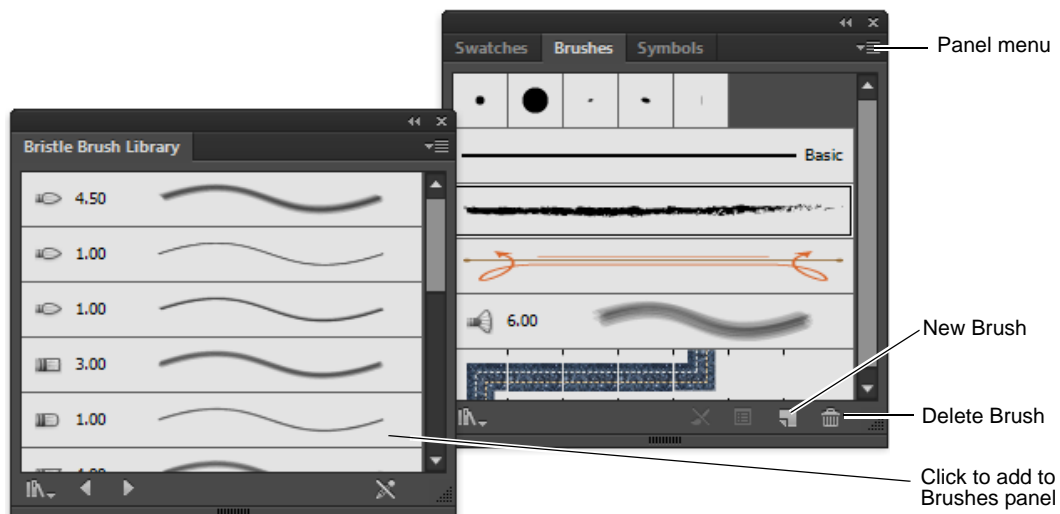 Swatches Brushes Symbols
Panel menu
Basic
6.00
New Brush
Delete Brush
Bristle Brush Library
4.50
1.00
1.00
3.00
1.00
Click to add to
Brushes panel